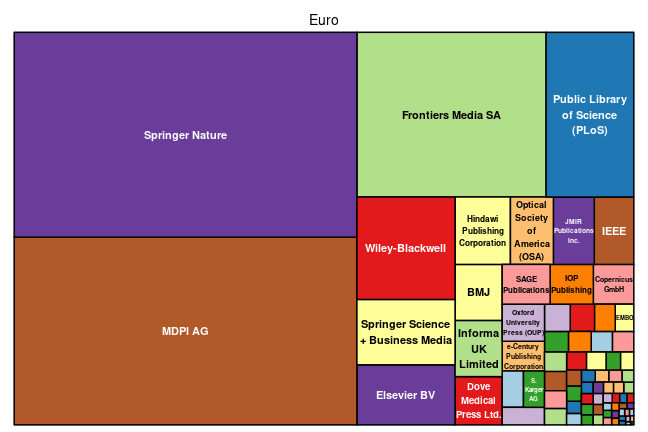 Euro
Springer Nature
MDPI AG
Frontiers Media SA
Public Library
of Science
(PLoS)
Wiley-Blackwell
Springer Science
+ Business Media
Elsevier BV
Hindawi
Publishing
Corporation
Optical
Society
of
America
(OSA)
JMIR
Publications
Inc.
IEEE
BMJ
Informa
UK
Limited
Dove
Medical
Press Ltd.
SAGE
Publications
IOP
Publishing
Copernicus
GmbH
Oxford
University
Press (OUP)
EMBO
e-Century
Publishing
Corporation
S.
Karger
AG